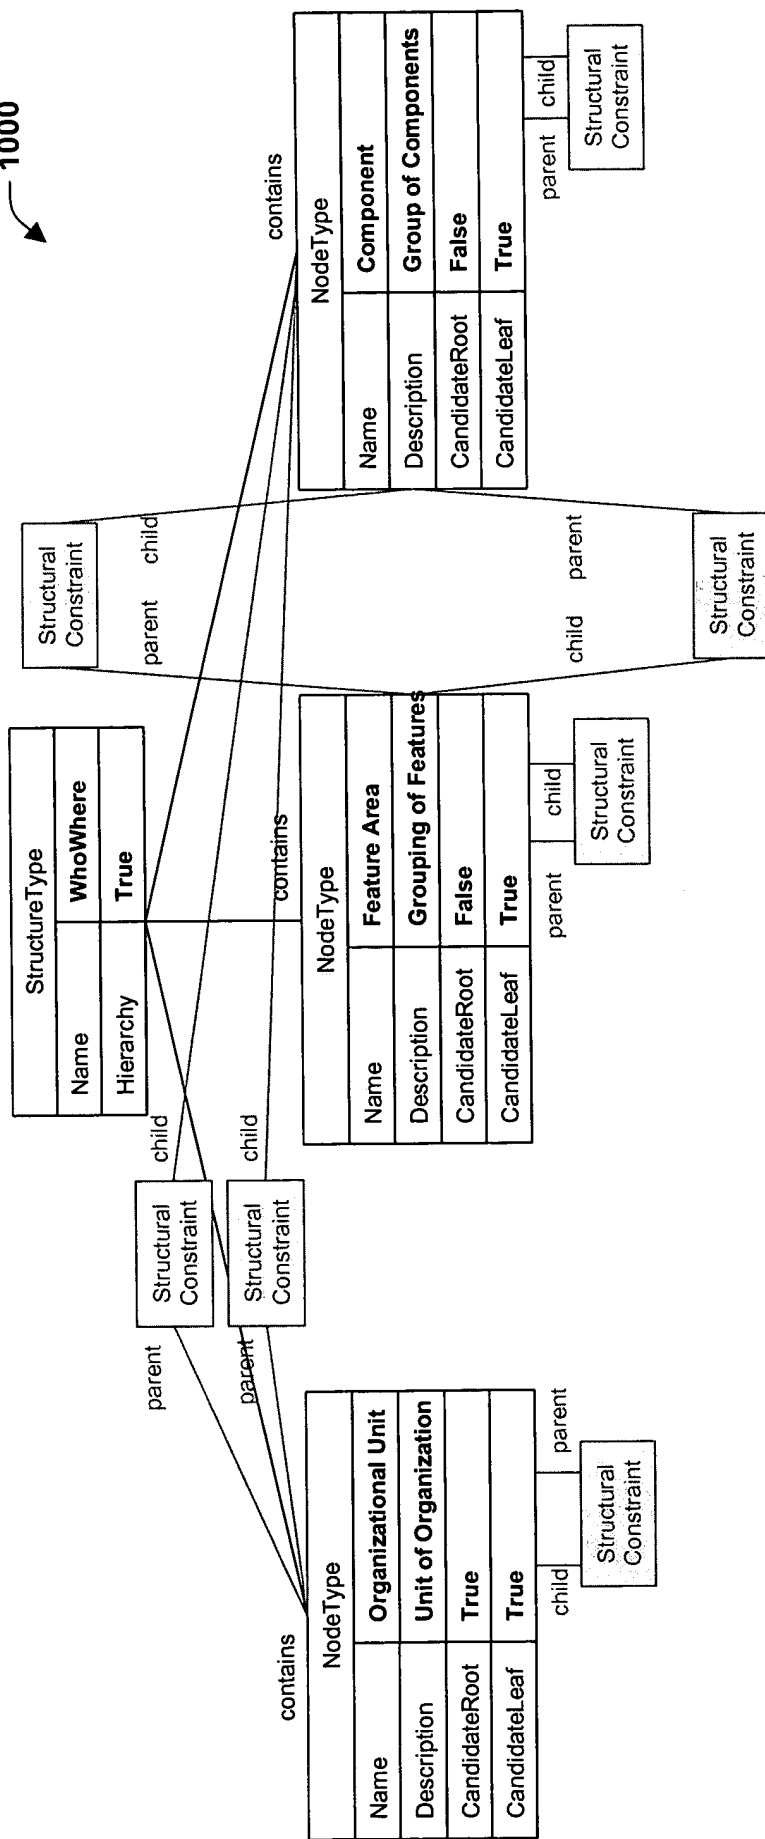 1000
StructureType
Name WhoWhere
Hierarchy True
Structural
Constraint
parent child
Structural
Constraint
parent child
Structural
Constraint
parent child
contains
contains
contains
NodeType
Name Organizational Unit
Description Unit of Organization
CandidateRoot True
CandidateLeaf True
child parent
Structural
Constraint
NodeType
Name Feature Area
Description Grouping of Features
CandidateRoot False
CandidateLeaf True
parent child
Structural
Constraint
NodeType
Name Component
Description Group of Components
CandidateRoot False
CandidateLeaf True
parent child
Structural
Constraint
child parent
Structural
Constraint